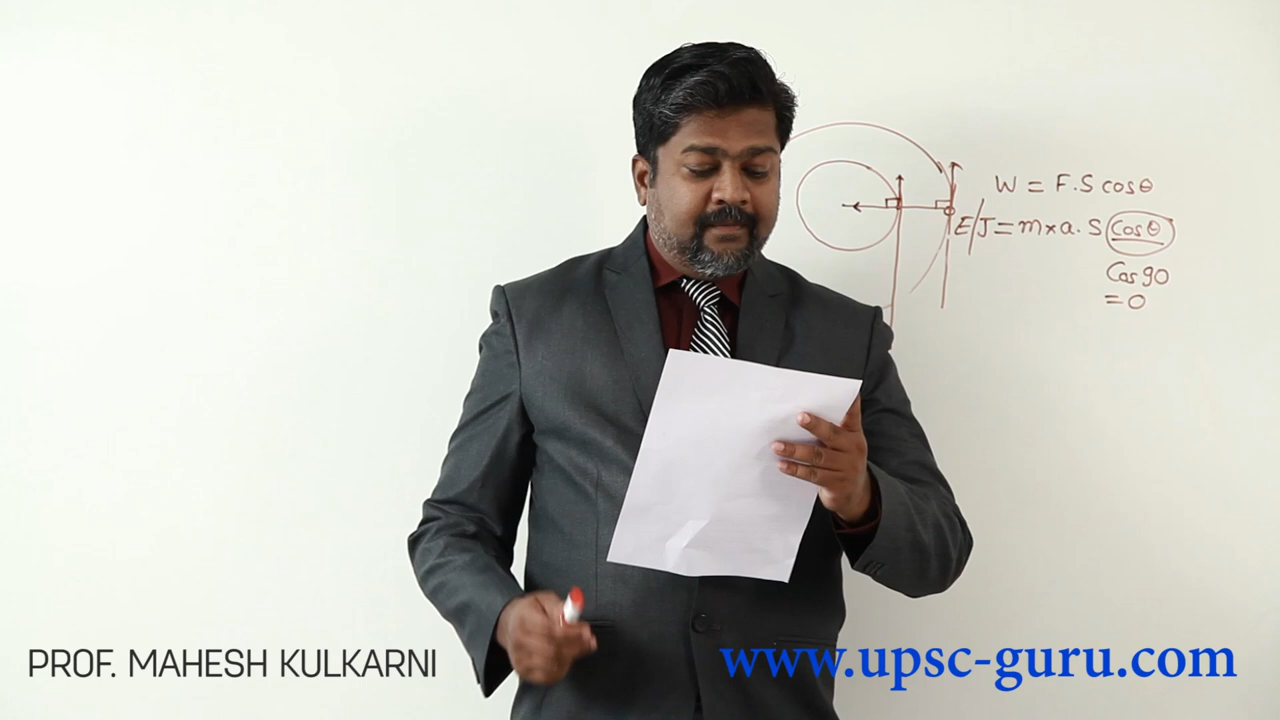 W = F.S cosθ
E/J = m×a.S cosθ
Cos 90
= 0
PROF. MAHESH KULKARNI
www.upsc-guru.com